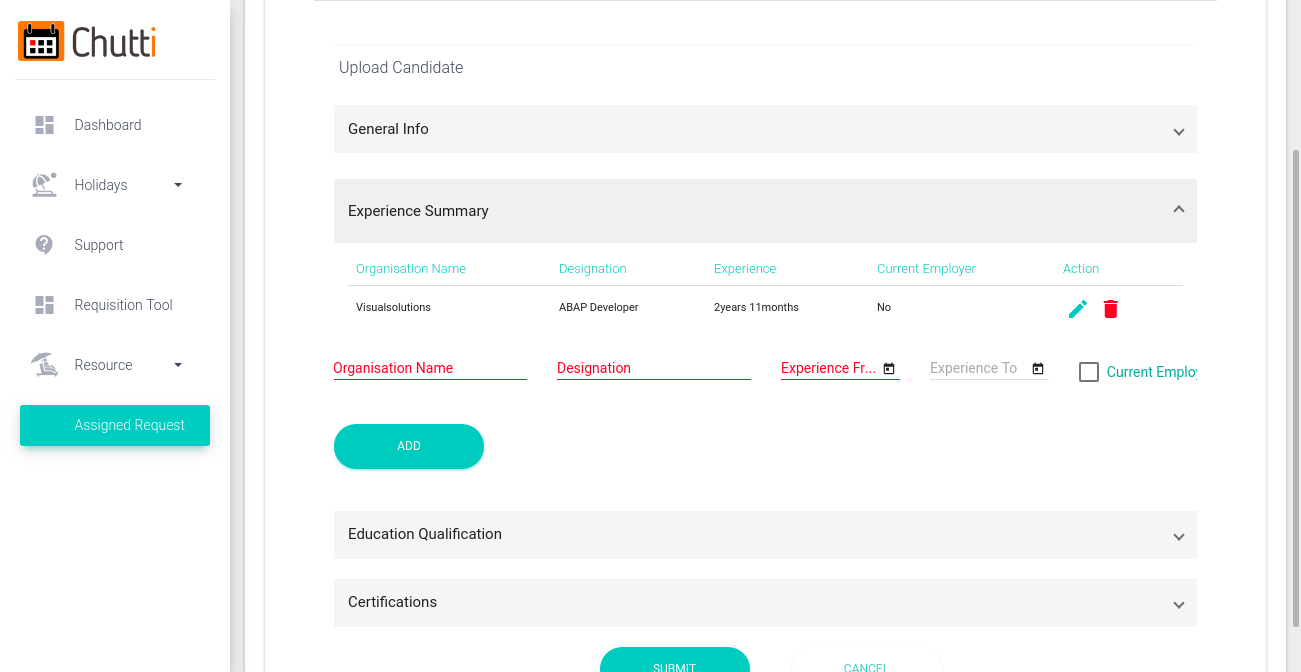 Chutti
Dashboard
Holidays
Support
Requisition Tool
Resource
Assigned Request
Upload Candidate
General Info
Experience Summary
Organisation Name Designation Experience Current Employer Action
Visualsolutions ABAP Developer 2years 11months No
Organisation Name Designation Experience Fr... Experience To Current Employ
ADD
Education Qualification
Certifications
SUBMIT CANCEL